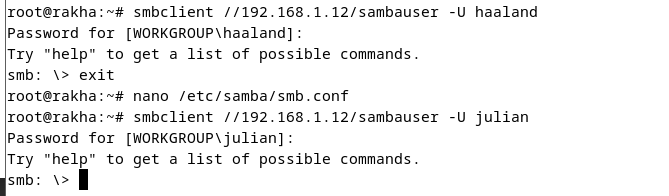 root@rakha:~# smbclient //192.168.1.12/sambauser -U haaland
Password for [WORKGROUP\haaland]:
Try "help" to get a list of possible commands.
smb: \> exit
root@rakha:~# nano /etc/samba/smb.conf
root@rakha:~# smbclient //192.168.1.12/sambauser -U julian
Password for [WORKGROUP\julian]:
Try "help" to get a list of possible commands.
smb: \>